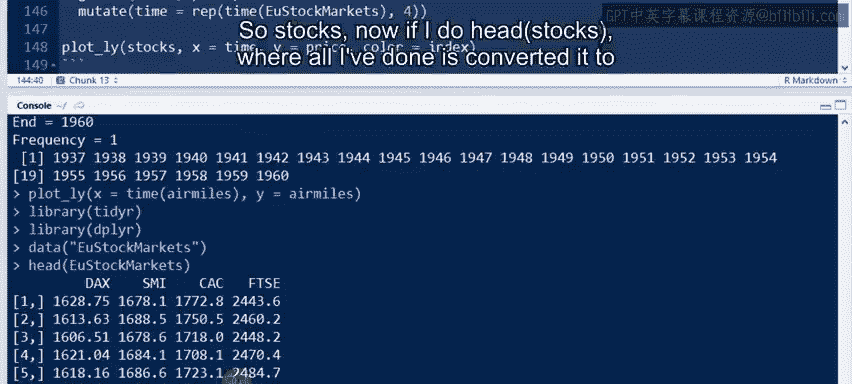 146 mutate(time = rep(time(EuStockMarkets), 4))
GPT中英字幕课程资源@bilibili.com
147
So stocks, now if I do head(stocks),
148 plot_ly(stocks, x = time, y = price, color = index)
where all I've done is converted it to
149 ```
144:40 Chunk 13 R Markdown
Console ~/
End = 1960
Frequency = 1
[1] 1937 1938 1939 1940 1941 1942 1943 1944 1945 1946 1947 1948 1949 1950 1951 1952 1953 1954
[19] 1955 1956 1957 1958 1959 1960
> plot_ly(x = time(airmiles), y = airmiles)
> library(tidyr)
> library(dplyr)
> data("EuStockMarkets")
> head(EuStockMarkets)
DAX SMI CAC FTSE
[1,] 1628.75 1678.1 1772.8 2443.6
[2,] 1613.63 1688.5 1750.5 2460.2
[3,] 1606.51 1678.6 1718.0 2448.2
[4,] 1621.04 1684.1 1708.1 2470.4
[5,] 1618.16 1686.6 1723.1 2484.7